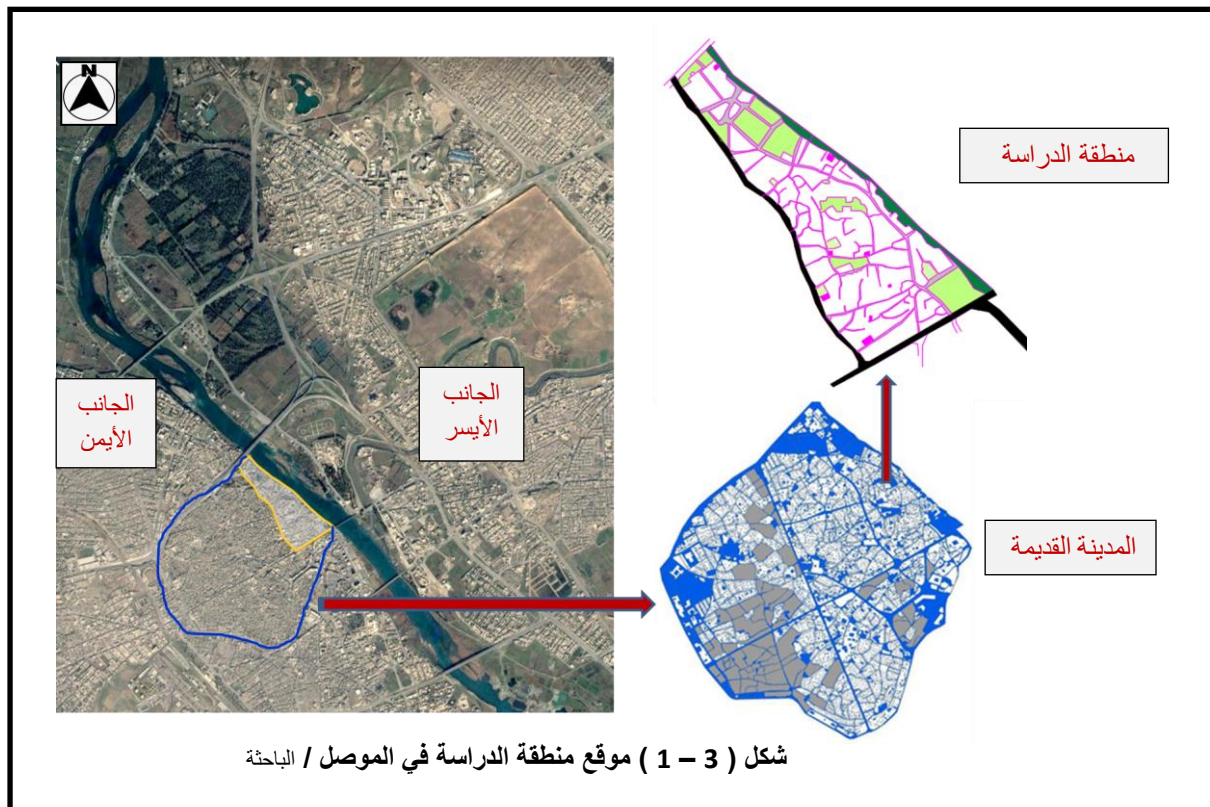 N
منطقة الدراسة
الجانب
الأيمن
الجانب
الأيسر
المدينة القديمة
شكل ( 3 – 1 ) موقع منطقة الدراسة في الموصل / الباحثة